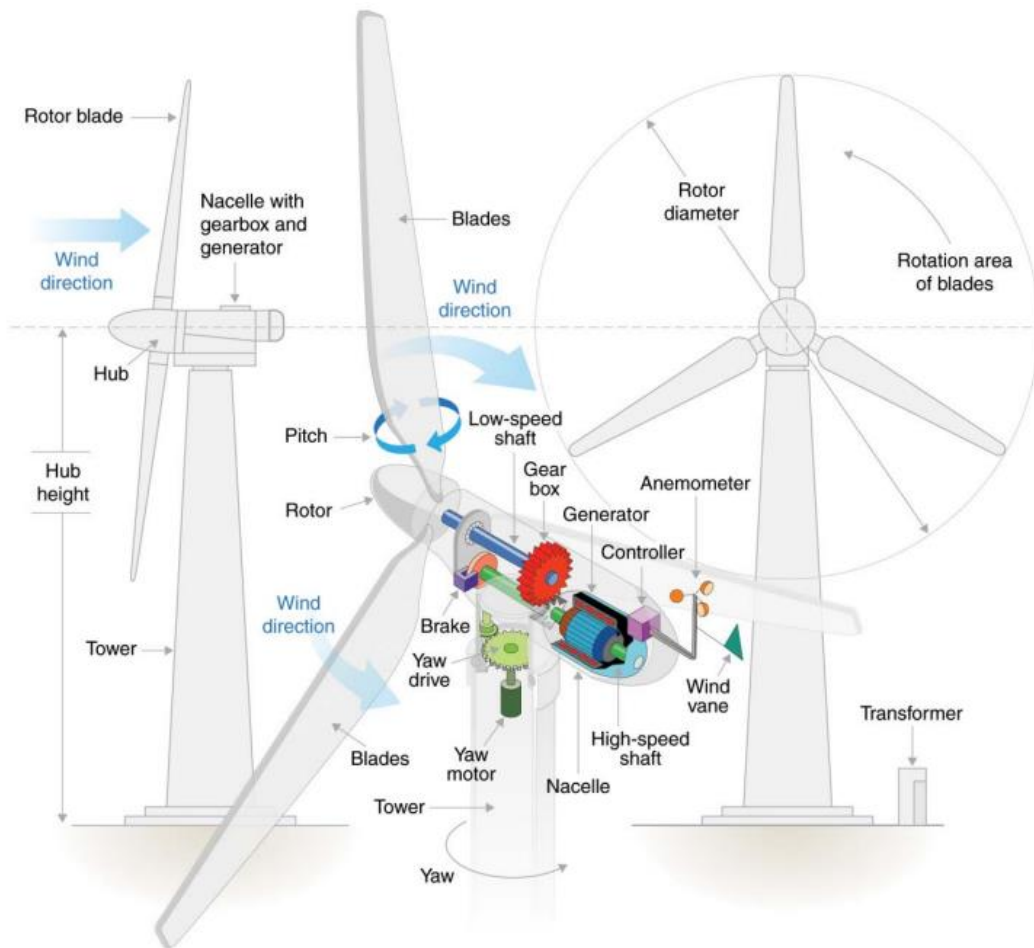 Rotor blade
Nacelle with
gearbox and
generator
Wind
direction
Hub
Hub
height
Tower
Blades
Wind
direction
Pitch
Rotor
Low-speed
shaft
Gear
box
Generator
Controller
Anemometer
Brake
Wind
direction
Yaw
drive
Yaw
motor
Blades
Tower
Yaw
Nacelle
High-speed
shaft
Wind
vane
Rotor
diameter
Rotation area
of blades
Transformer